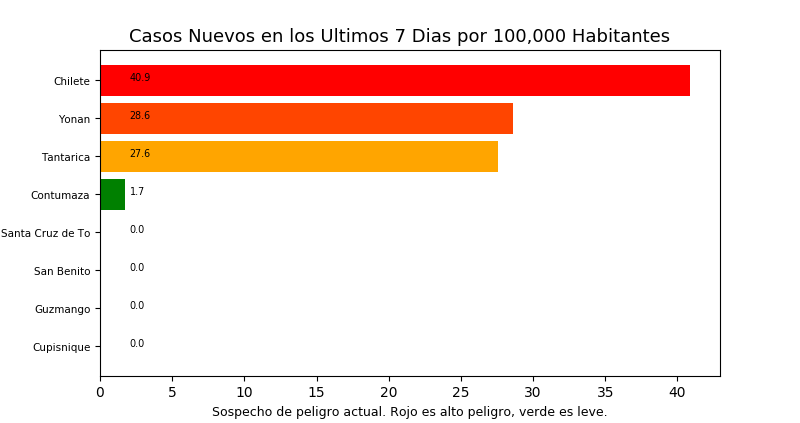 Casos Nuevos en los Ultimos 7 Dias por 100,000 Habitantes
Chilete 40.9
Yonan 28.6
Tantarica 27.6
Contumaza 1.7
Santa Cruz de To 0.0
San Benito 0.0
Guzmango 0.0
Cupisnique 0.0
0 5 10 15 20 25 30 35 40
Sospecho de peligro actual. Rojo es alto peligro, verde es leve.